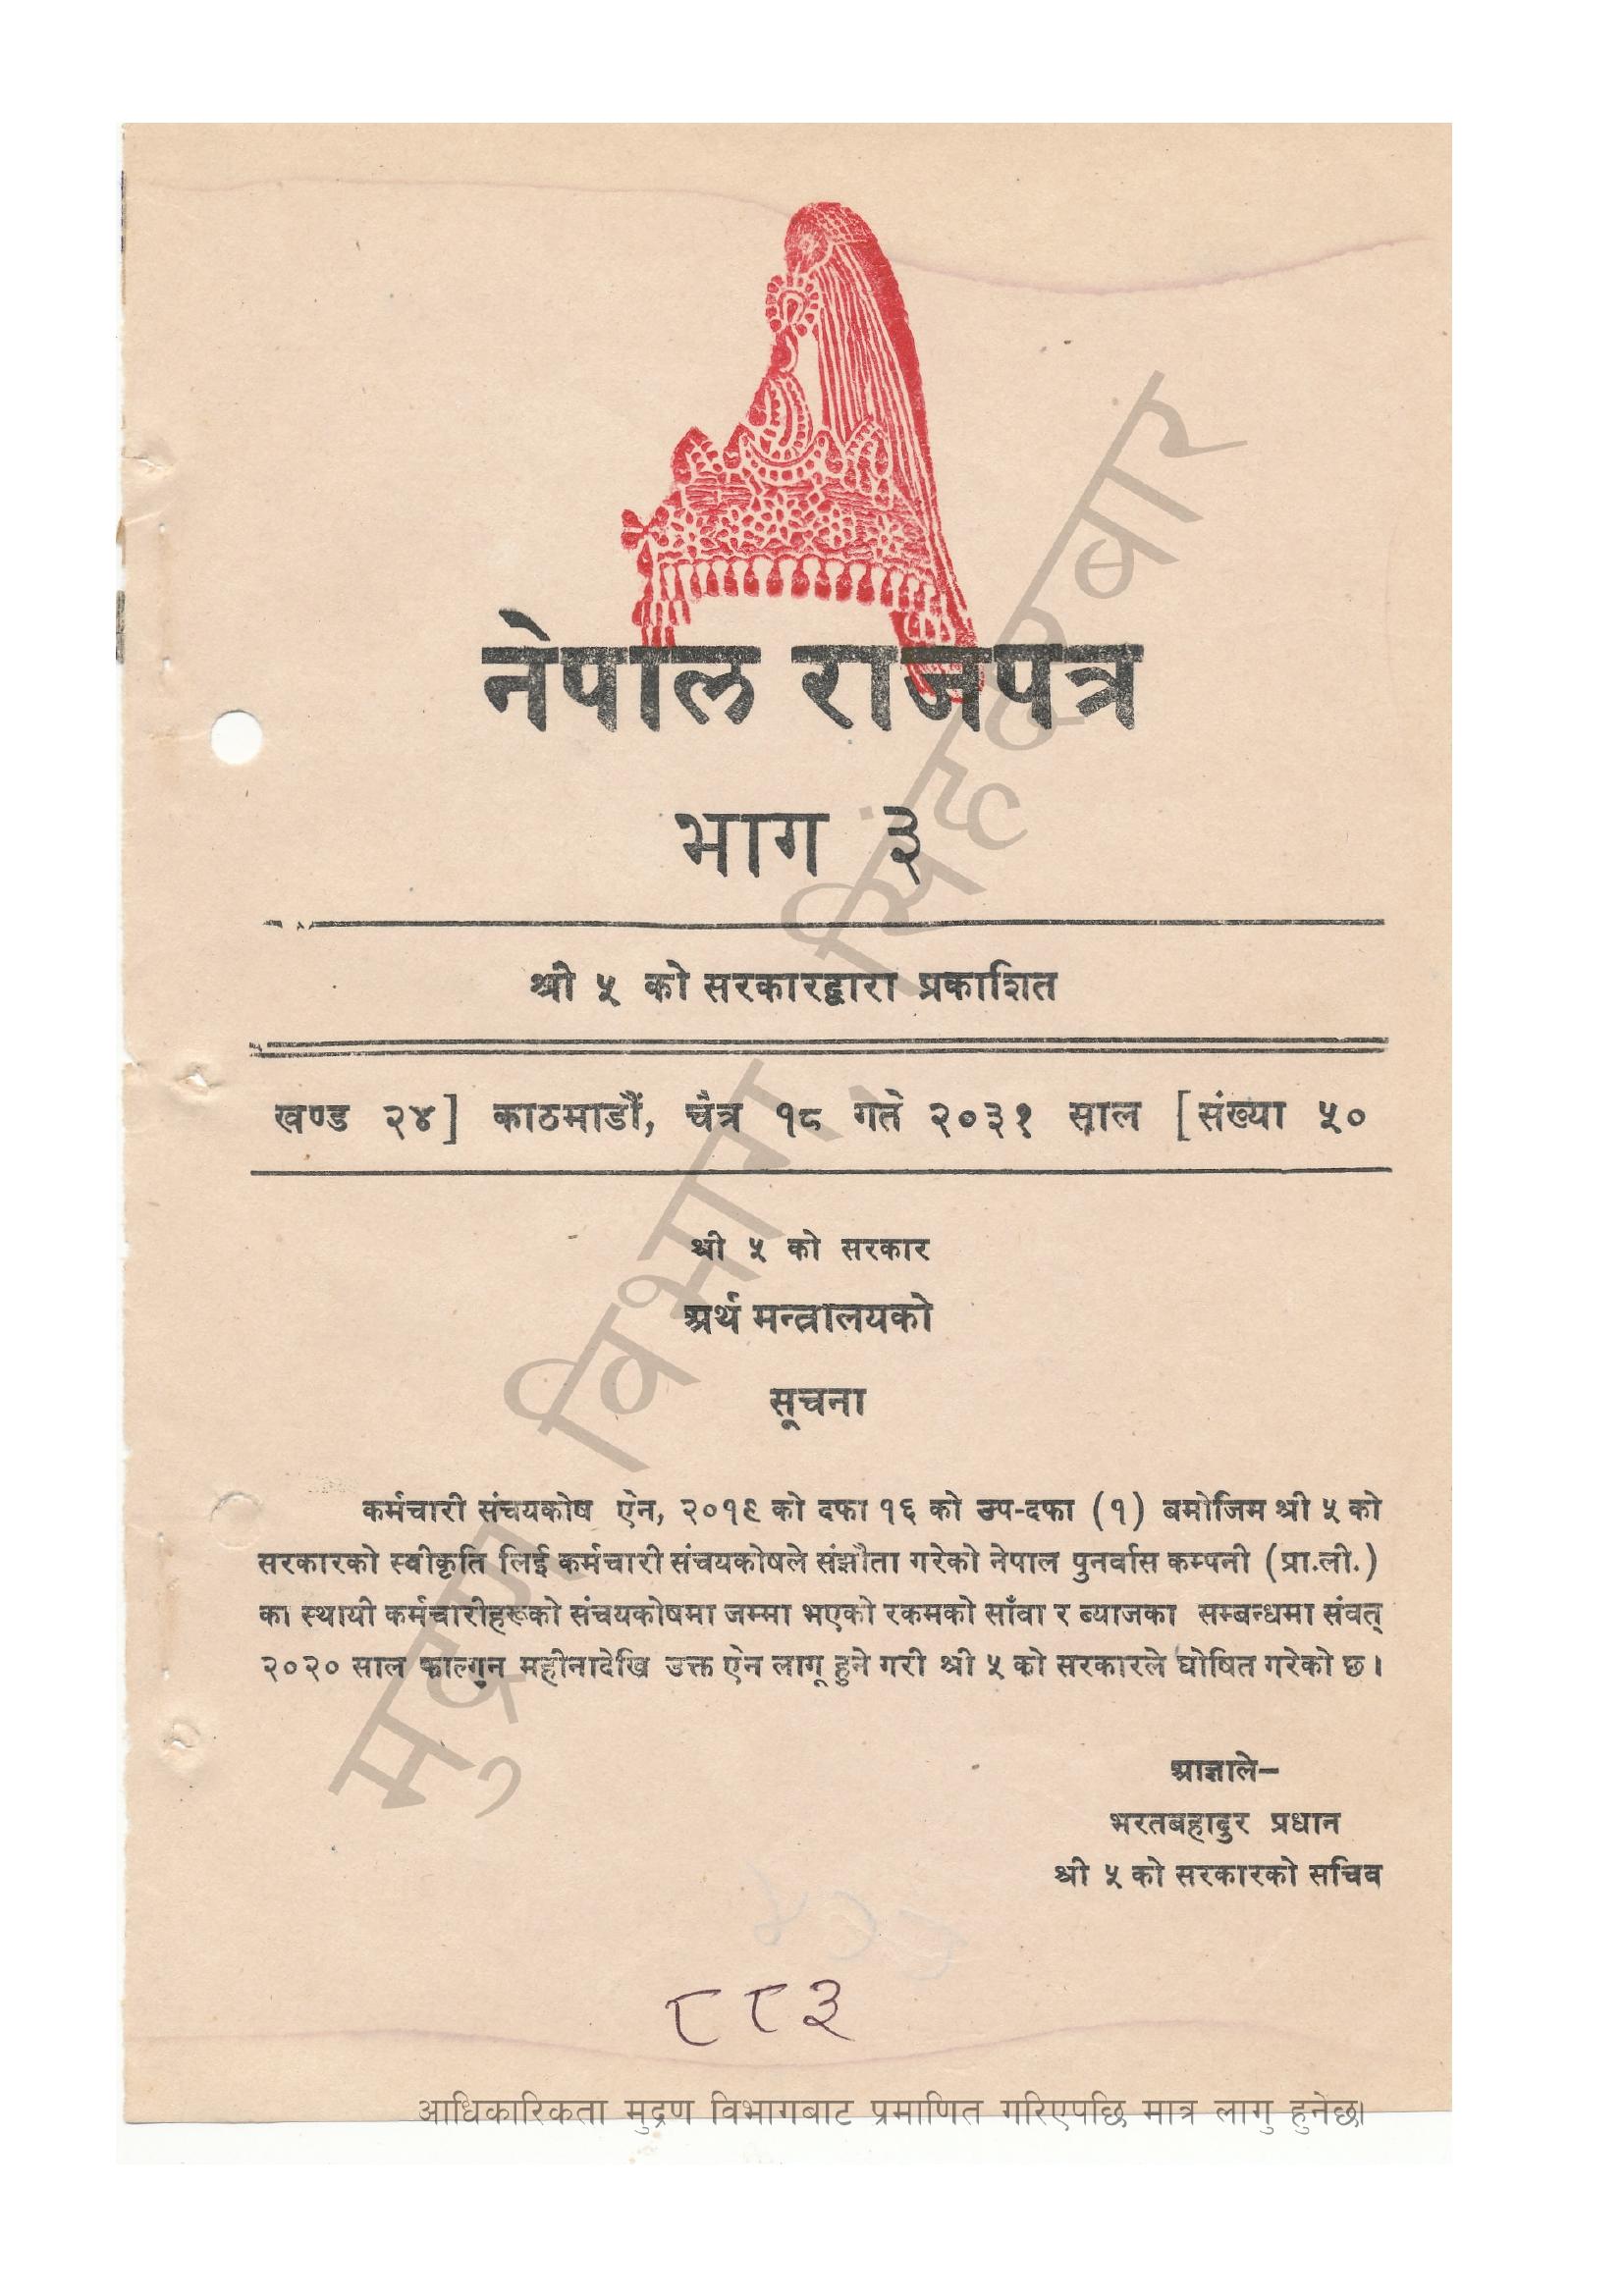 नेपाल राजपत्र
भाग ३
श्री ५ को सरकारद्वारा प्रकाशित
खण्ड २४] काठमाडौं, चैत्र १८ गते २०३१ साल [संख्या ५०
श्री ५ को सरकार
अर्थ मन्त्रालयको
सूचना
कर्मचारी संचयकोष ऐन, २०१९ को दफा १६ को उप-दफा (१) बमोजिम श्री ५ को
सरकारको स्वीकृति लिई कर्मचारी संचयकोषले संझौता गरेको नेपाल पुनर्वास कम्पनी (प्रा.ली.)
का स्थायी कर्मचारीहरूको संचयकोषमा जम्मा भएको रकमको साँवा र ब्याजका सम्बन्धमा संवत्
२०२० साल फाल्गुन महीनादेखि उक्त ऐन लागू हुने गरी श्री ५ को सरकारले घोषित गरेको छ।
आज्ञाले—
भरतबहादुर प्रधान
श्री ५ को सरकारको सचिव
८८३
मुद्रण विभाग, सिंहदरबार
आधिकारिकता मुद्रण विभागबाट प्रमाणित गरिएपछि मात्र लागु हुनेछ।